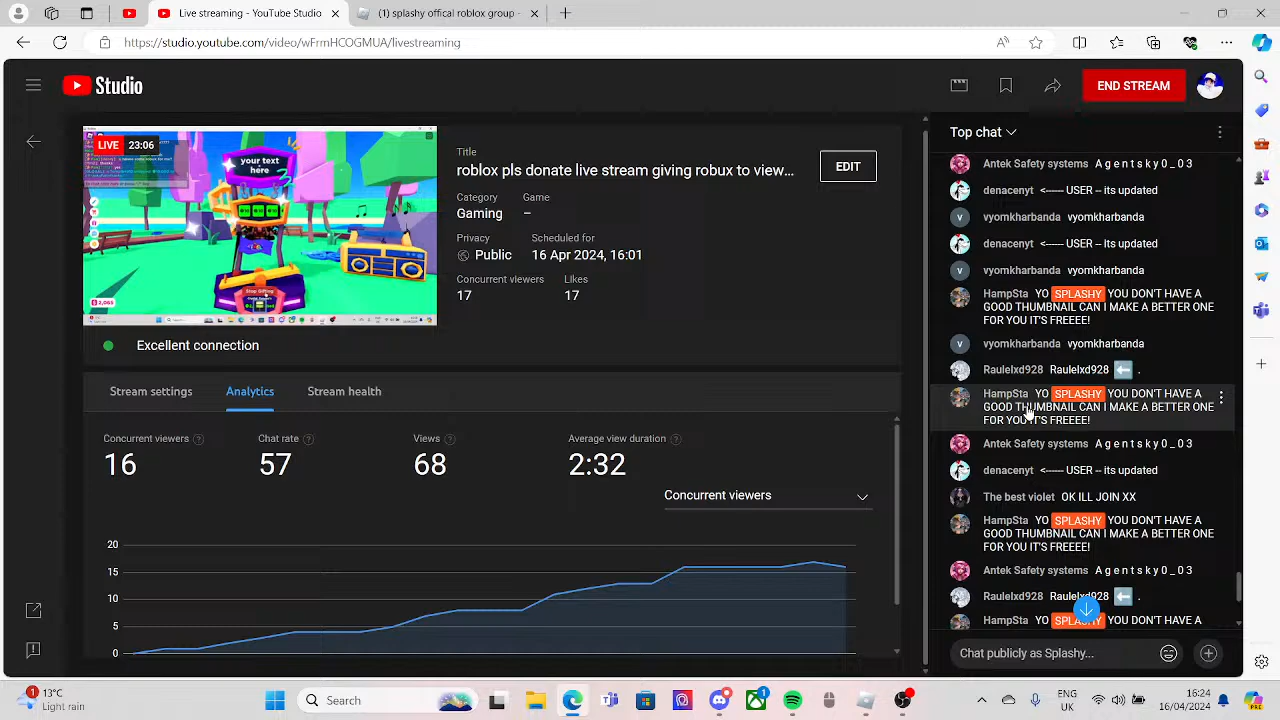 Live streaming - YouTube Studio
(1) splashy offical roblox group -
https://studio.youtube.com/video/wFrmHCOGMUA/livestreaming
Studio
END STREAM
LIVE 23:06
your text
here
2,065
Title
robbox pls donate live stream giving robux to view...
EDIT
Category
Game
Gaming
–
Privacy
Scheduled for
Public
16 Apr 2024, 16:01
Concurrent viewers
Likes
17
17
Excellent connection
Stream settings
Analytics
Stream health
Concurrent viewers
Chat rate
Views
Average view duration
16
57
68
2:32
Concurrent viewers
20
15
10
5
0
Top chat
Antek Safety systems A g e n t s k y 0 _ 0 3
denacenyt <----- USER -- its updated
v vyomkharbanda vyomkharbanda
denacenyt <----- USER -- its updated
v vyomkharbanda vyomkharbanda
HampSta YO SPLASHY YOU DON'T HAVE A
GOOD THUMBNAIL CAN I MAKE A BETTER ONE
FOR YOU IT'S FREEEE!
v vyomkharbanda vyomkharbanda
Raulelxd928 Raulelxd928 ⬅ .
HampSta YO SPLASHY YOU DON'T HAVE A
GOOD THUMBNAIL CAN I MAKE A BETTER ONE
FOR YOU IT'S FREEEE!
Antek Safety systems A g e n t s k y 0 _ 0 3
denacenyt <----- USER -- its updated
The best violet OK ILL JOIN XX
HampSta YO SPLASHY YOU DON'T HAVE A
GOOD THUMBNAIL CAN I MAKE A BETTER ONE
FOR YOU IT'S FREEEE!
Antek Safety systems A g e n t s k y 0 _ 0 3
Raulelxd928 Raulelxd928 ⬅ .
HampSta YO SPLASHY YOU DON'T HAVE A
Chat publicly as Splashy...
1
13°C
Light rain
Search
1
ENG
UK
16:24
16/04/2024
PRE